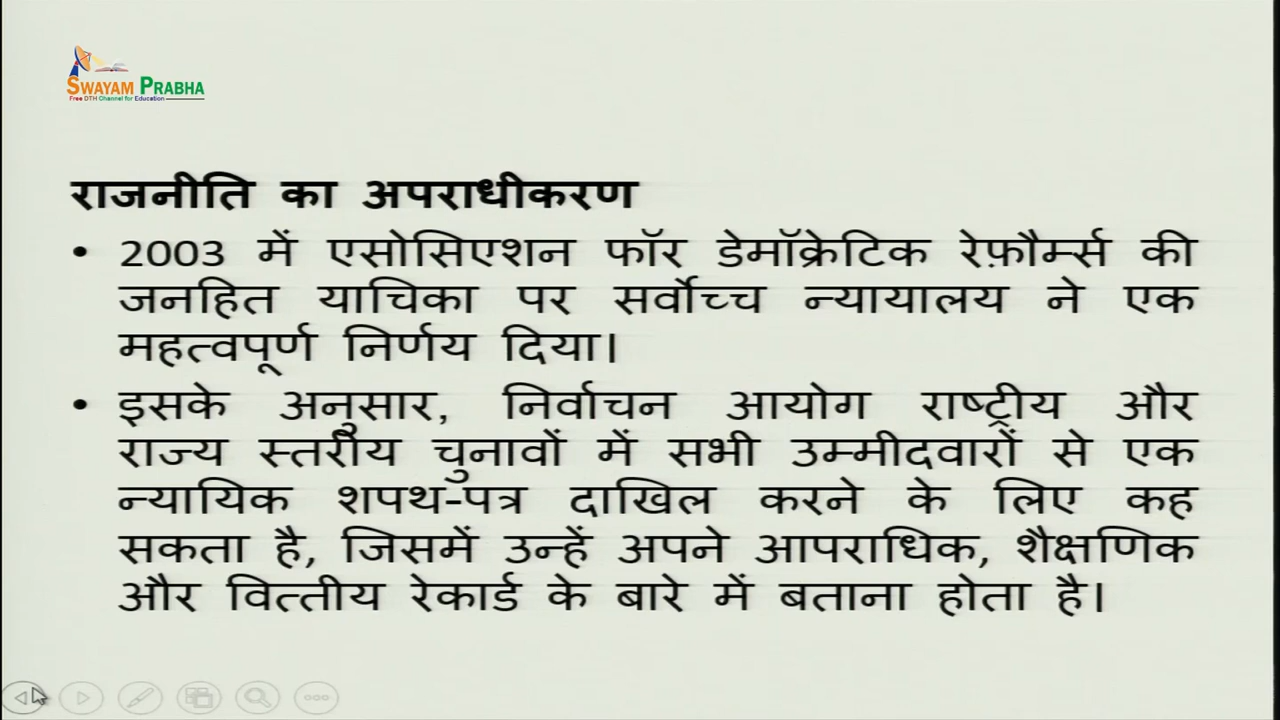 SWAYAM PRABHA
Free DTH Channel for Education
राजनीति का अपराधीकरण
• 2003 में एसोसिएशन फॉर डेमॉक्रेटिक रेफ़ौर्म्स की
जनहित याचिका पर सर्वोच्च न्यायालय ने एक
महत्वपूर्ण निर्णय दिया।
• इसके अनुसार, निर्वाचन आयोग राष्ट्रीय और
राज्य स्तरीय चुनावों में सभी उम्मीदवारों से एक
न्यायिक शपथ-पत्र दाखिल करने के लिए कह
सकता है, जिसमें उन्हें अपने आपराधिक, शैक्षणिक
और वित्तीय रेकार्ड के बारे में बताना होता है।